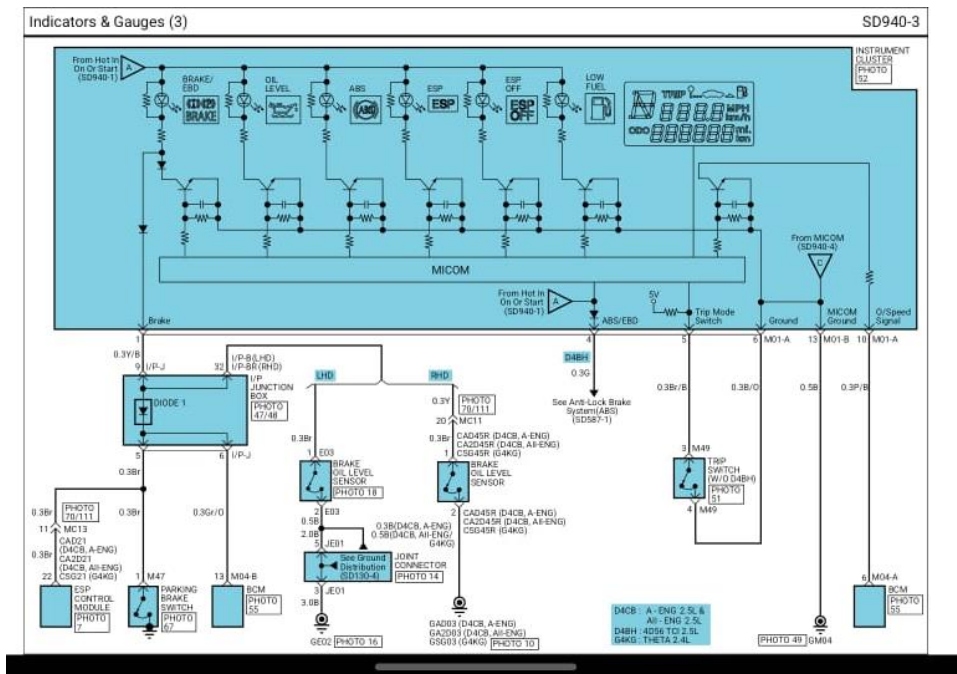 Indicators & Gauges (3)
SD940-3
From Hot In
On Or Start
(SD940-1)
A
BRAKE/
EBD
BRAKE
OIL
LEVEL
ABS
(ABS)
ESP
ESP
ESP
OFF
ESP
OFF
LOW
FUEL
TRIP
MPH
km/h
ODO
mi.
km
INSTRUMENT
CLUSTER
PHOTO
52
MICOM
From MICOM
(SD940-4)
C
From Hot In
On Or Start
(SD940-1)
A
5V
Brake
ABS/EBD
Trip Mode
Switch
Ground
MICOM
Ground
O/Speed
Signal
1
4
5
6 M01-A
13 M01-B
10 M01-A
0.3Y/B
9 I/P-J
32
I/P-B(LHD)
I/P-BR(RHD)
I/P
JUNCTION
BOX
PHOTO
47/48
DIODE 1
5
6 I/P-J
LHD
RHD
0.3Y
PHOTO
70/111
20 MC11
D4BH
0.3G
See Anti-Lock Brake
System(ABS)
(SD587-1)
0.3Br/B
0.3B/O
0.5B
0.3P/B
0.3Br
0.3Br
CAD45R (D4CB, A-ENG)
CA2D45R (D4CB, AII-ENG)
CSG45R (G4KG)
1 E03
1
BRAKE
OIL LEVEL
SENSOR
PHOTO 18
BRAKE
OIL LEVEL
SENSOR
3 M49
TRIP
SWITCH
(W/O D4BH)
PHOTO
51
4 M49
0.3Br
0.3Br
PHOTO
70/111
11 MC13
0.3Br
0.3Gr/O
2 E03
0.5B
2.0B
5 JE01
2
CAD45R (D4CB, A-ENG)
CA2D45R (D4CB, AII-ENG)
CSG45R (G4KG)
0.3B(D4CB, A-ENG)
0.5B(D4CB, AII-ENG/
G4KG)
0.3Br
CAD21
(D4CB, A-ENG)
CA2D21
(D4CB, AII-ENG)
CSG21 (G4KG)
22
See Ground
Distribution
(SD130-4)
JOINT
CONNECTOR
PHOTO 14
3 JE01
3.0B
1 M47
13 M04-B
6 M04-A
ESP
CONTROL
MODULE
PHOTO
7
PARKING
BRAKE
SWITCH
PHOTO
67
BCM
PHOTO
55
BCM
PHOTO
55
GE02
PHOTO 16
GAD03 (D4CB, A-ENG)
GA2D03 (D4CB, AII-ENG)
GSG03 (G4KG)
PHOTO 10
D4CB : A - ENG 2.5L &
AII - ENG 2.5L
D4BH : 4D56 TCI 2.5L
G4KG : THETA 2.4L
PHOTO 49
GM04